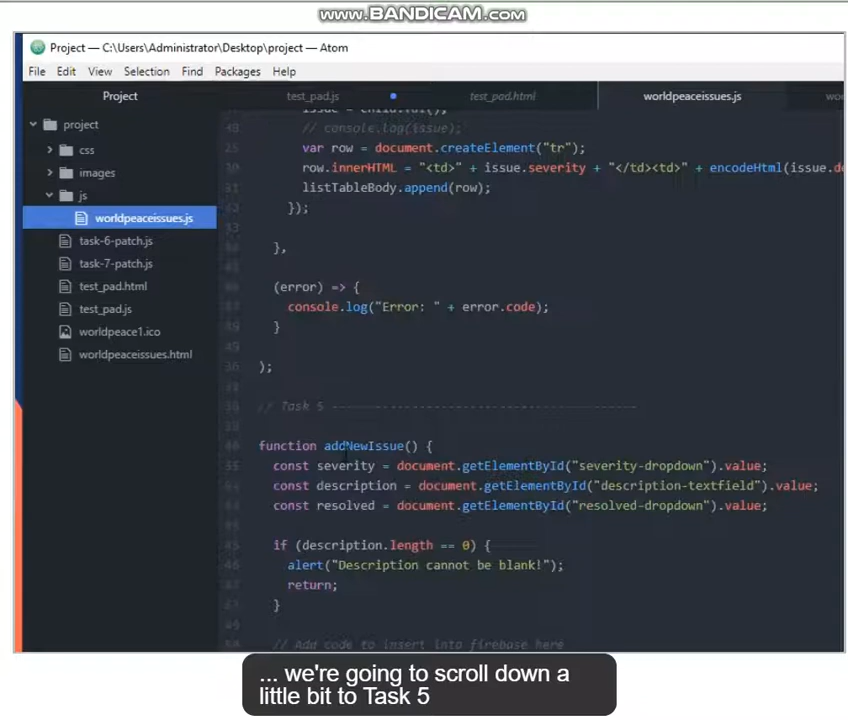 www.BANDICAM.com
Project — C:\Users\Administrator\Desktop\project — Atom
File Edit View Selection Find Packages Help
Project
test_pad.js
test_pad.html
worldpeaceissues.js
project
css
images
js
worldpeaceissues.js
task-6-patch.js
task-7-patch.js
test_pad.html
test_pad.js
worldpeace1.ico
worldpeaceissues.html
// console.log(issue);
var row = document.createElement("tr");
row.innerHTML = "<td>" + issue.severity + "</td><td>" + encodeHtml(issue.
listTableBody.append(row);
});
},
(error) => {
console.log("Error: " + error.code);
}
);
// Task 5 ------------------------------------------
function addNewIssue() {
const severity = document.getElementById("severity-dropdown").value;
const description = document.getElementById("description-textfield").value;
const resolved = document.getElementById("resolved-dropdown").value;
if (description.length == 0) {
alert("Description cannot be blank!");
return;
}
// Add code to insert into firebase here
... we're going to scroll down a
little bit to Task 5